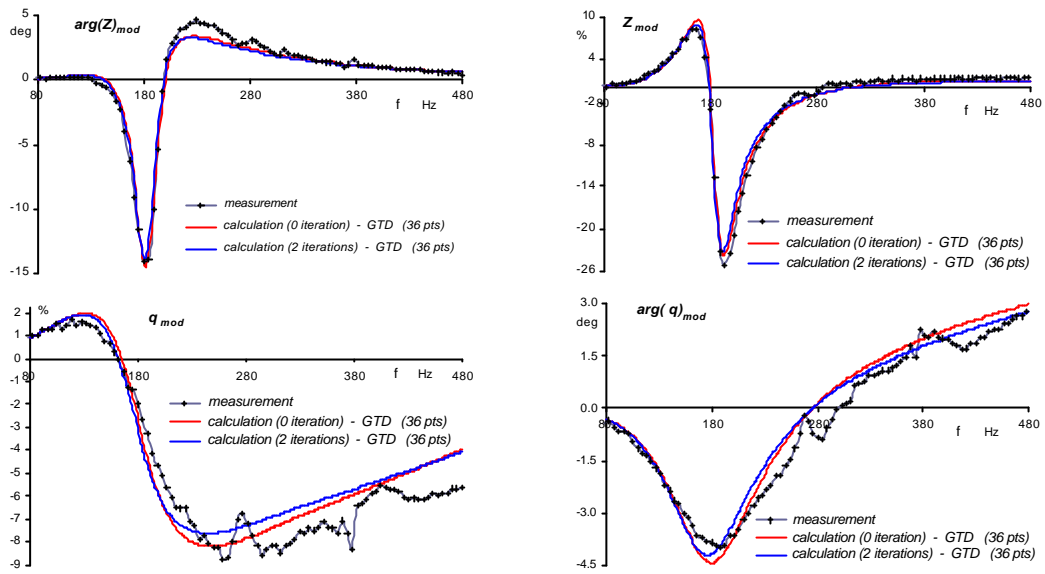 5
deg
arg(Z)mod
0
80
180
280
380
480
f Hz
-5
-10
-15
measurement
calculation (0 iteration) - GTD (36 pts)
calculation (2 iterations) - GTD (36 pts)
10
%
Z mod
4
-2
80
180
280
380
480
f Hz
-8
-14
-20
-26
measurement
calculation (0 iteration) - GTD (36 pts)
calculation (2 iterations) - GTD (36 pts)
%
2
1
q mod
0
80
180
280
380
480
f Hz
-1
-2
-3
-4
-5
-6
-7
-8
-9
measurement
calculation (0 iteration) - GTD (36 pts)
calculation (2 iterations) - GTD (36 pts)
3.0
deg
arg( q)mod
1.5
0.0
80
180
280
380
480
f Hz
-1.5
-3.0
-4.5
measurement
calculation (0 iteration) - GTD (36 pts)
calculation (2 iterations) - GTD (36 pts)